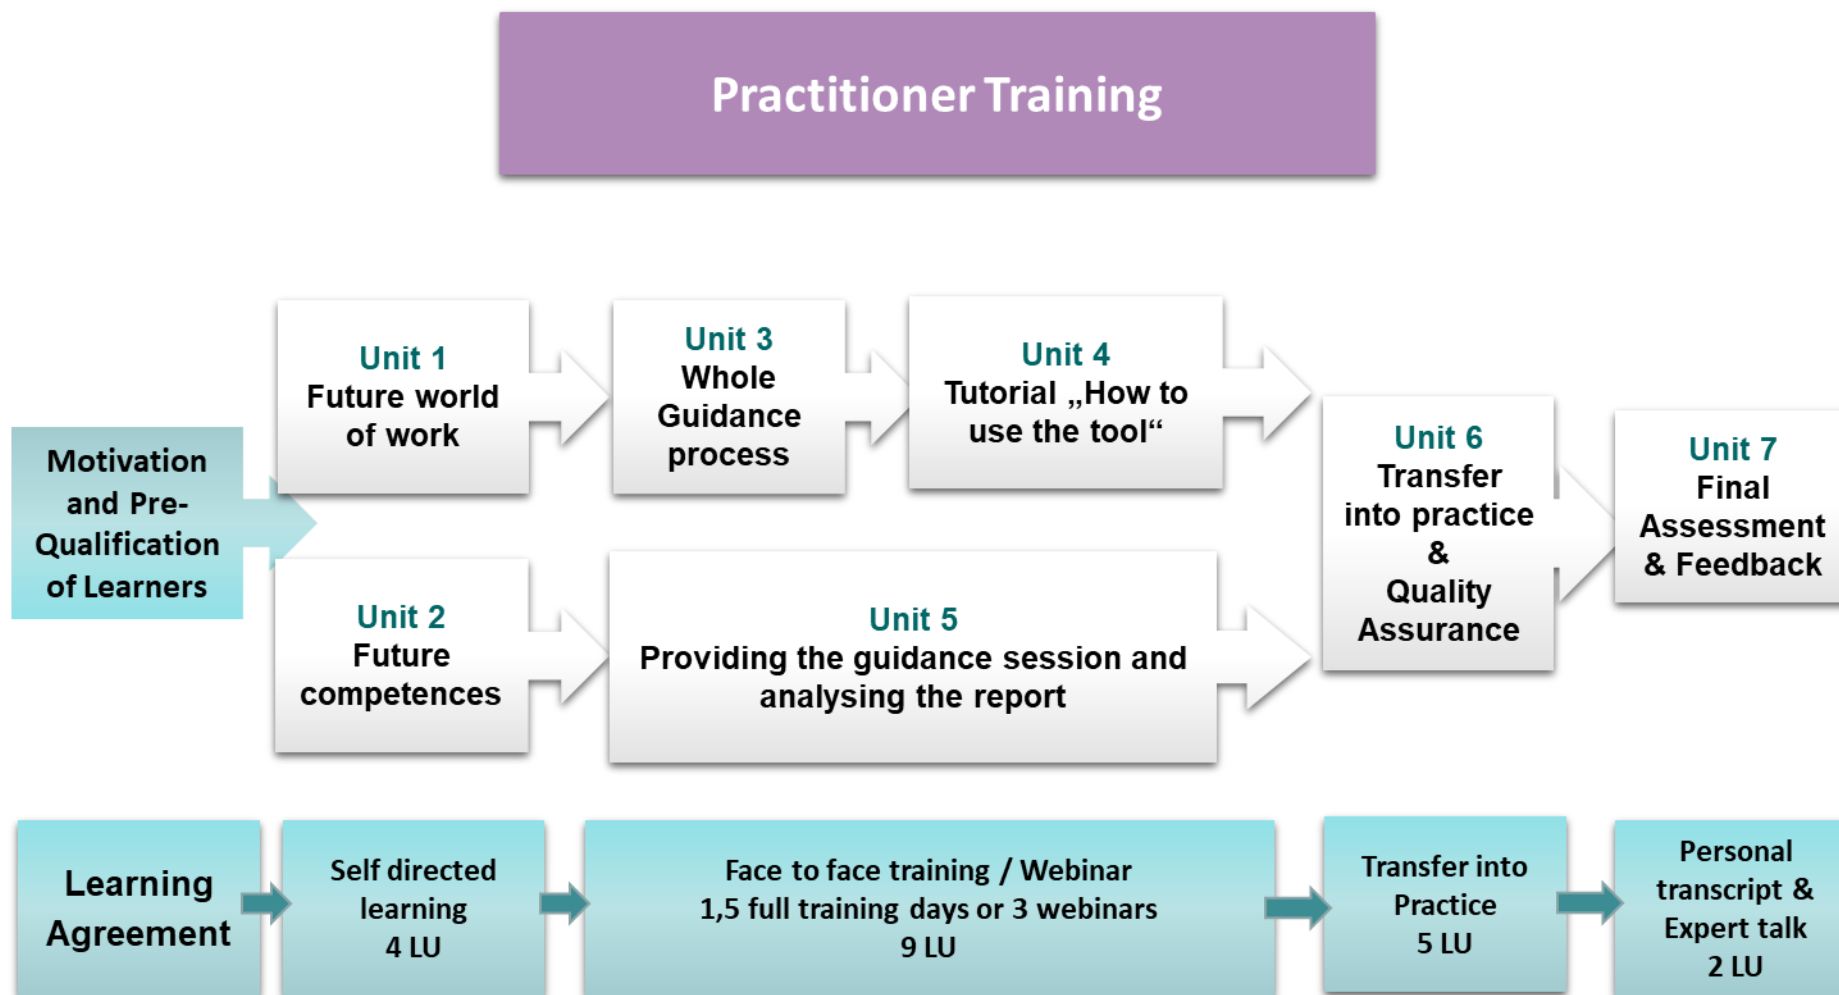 Practitioner Training
Motivation
and Pre-
Qualification
of Learners
Unit 1
Future world
of work
Unit 3
Whole
Guidance
process
Unit 4
Tutorial „How to
use the tool“
Unit 2
Future
competences
Unit 5
Providing the guidance session and
analysing the report
Unit 6
Transfer
into practice
&
Quality
Assurance
Unit 7
Final
Assessment
& Feedback
Learning
Agreement
Self directed
learning
4 LU
Face to face training / Webinar
1,5 full training days or 3 webinars
9 LU
Transfer into
Practice
5 LU
Personal
transcript &
Expert talk
2 LU